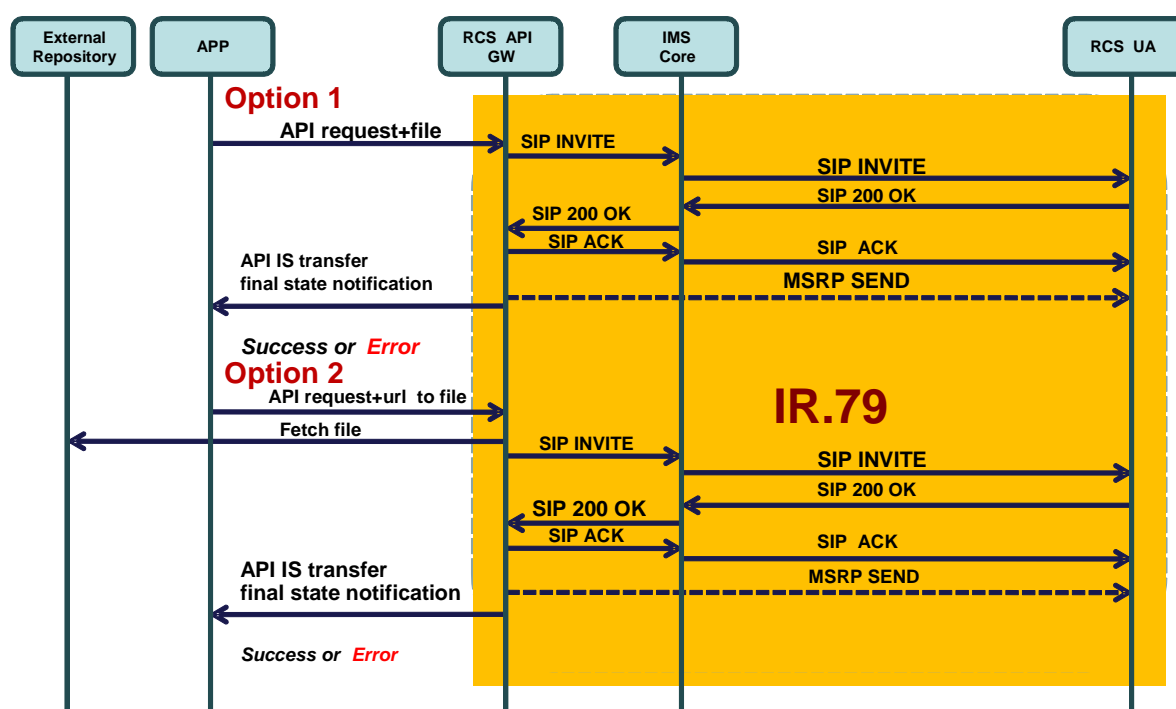 External
Repository
APP
RCS API
GW
IMS
Core
RCS UA
Option 1
API request+file
SIP INVITE
SIP INVITE
SIP 200 OK
SIP 200 OK
SIP ACK
SIP ACK
API IS transfer
final state notification
MSRP SEND
Success or Error
Option 2
API request+url to file
IR.79
Fetch file
SIP INVITE
SIP INVITE
SIP 200 OK
SIP 200 OK
SIP ACK
SIP ACK
API IS transfer
final state notification
MSRP SEND
Success or Error